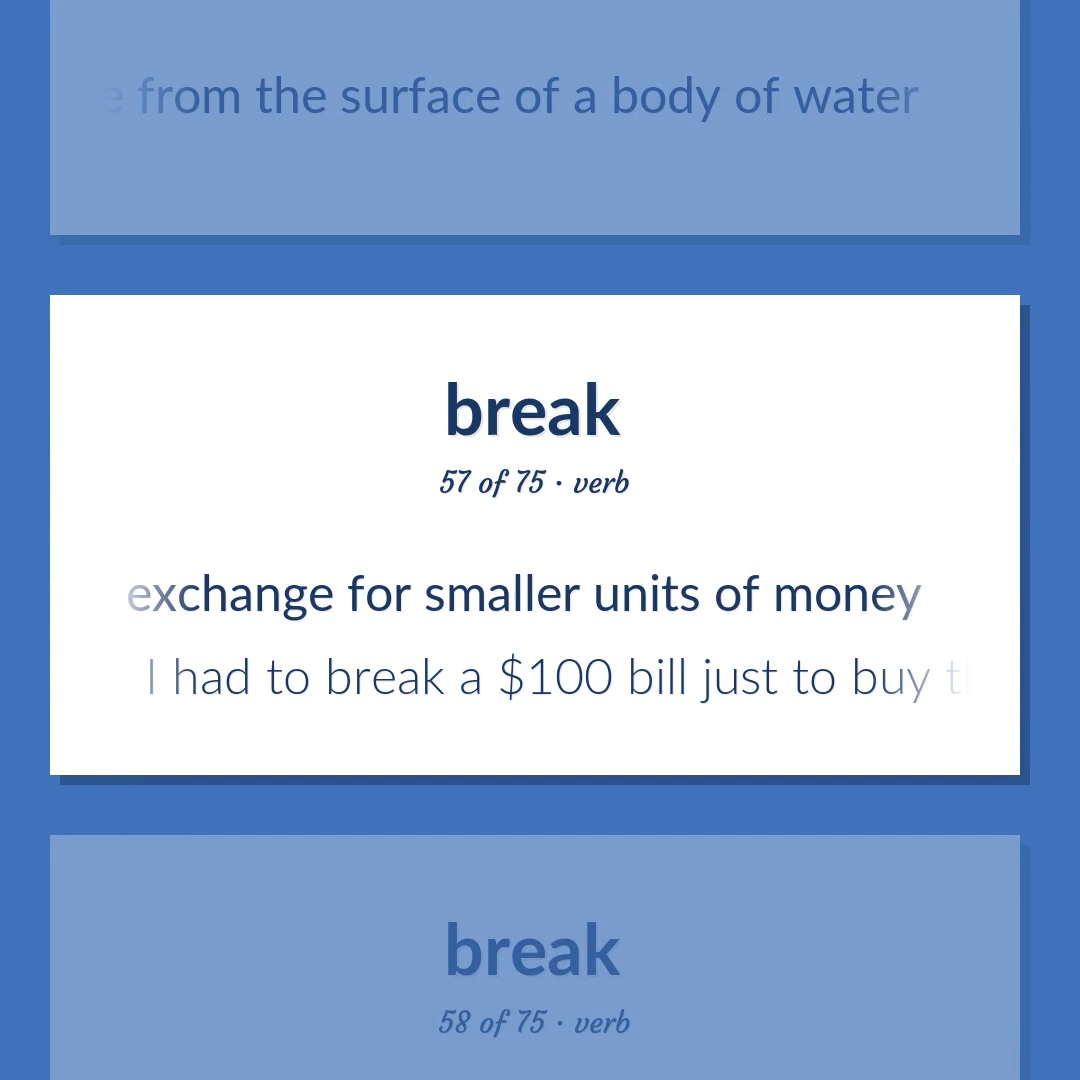 from the surface of a body of water
break
57 of 75 · verb
exchange for smaller units of money
I had to break a $100 bill just to buy
break
58 of 75 · verb